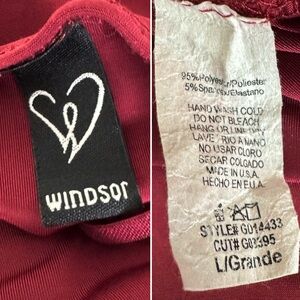 WINDSOR
95%Polyester/Poliester
5%Spandex/Elastano
HAND WASH COLD
DO NOT BLEACH
HANG OR LINE DRY
LAVE FRIO A MANO
NO USAR CLORO
SECAR COLGADO
MADE IN U.S.A.
HECHO EN E.U.A.
STYLE# G014433
CUT# G03395
L/Grande